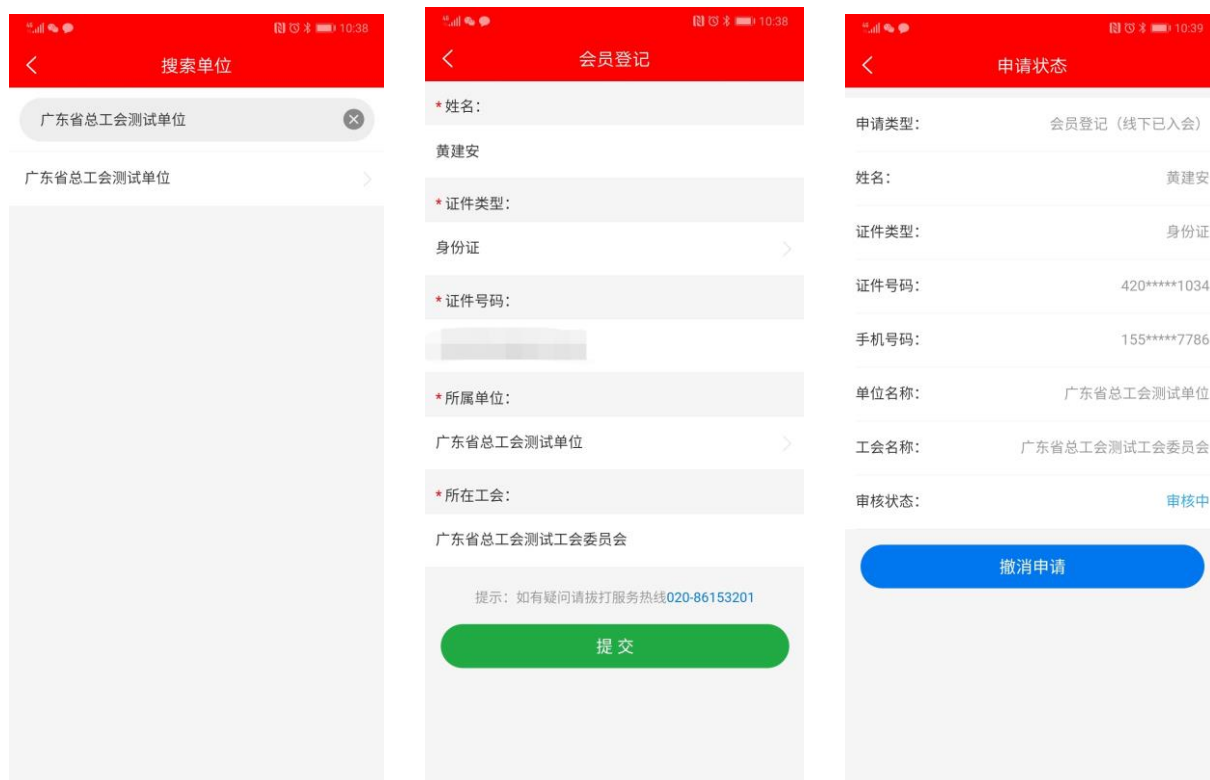 10:38
搜索单位
广东省总工会测试单位
广东省总工会测试单位
10:38
会员登记
*姓名：
黄建安
*证件类型：
身份证
*证件号码：
*所属单位：
广东省总工会测试单位
*所在工会：
广东省总工会测试工会委员会
提示：如有疑问请拨打服务热线020-86153201
提 交
10:39
申请状态
申请类型： 会员登记（线下已入会）
姓名： 黄建安
证件类型： 身份证
证件号码： 420*****1034
手机号码： 155*****7786
单位名称： 广东省总工会测试单位
工会名称： 广东省总工会测试工会委员会
审核状态： 审核中
撤消申请